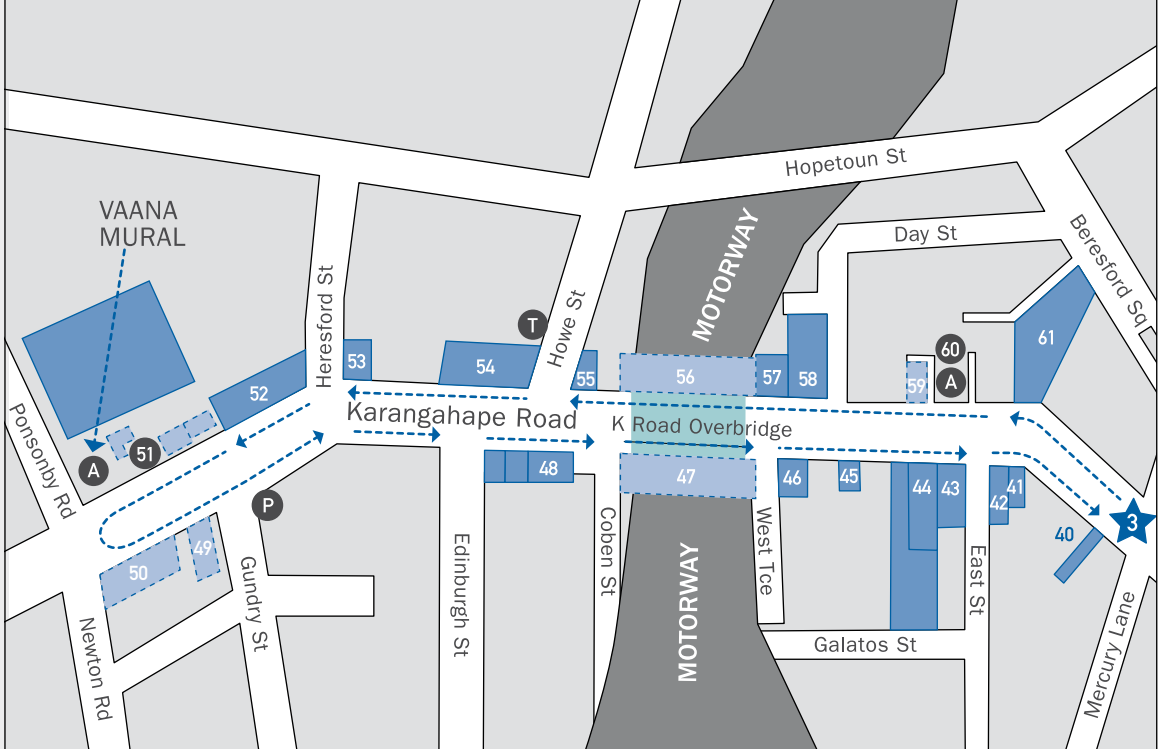 Hopetoun St
VAANA
MURAL
MOTORWAY
Day St
Beresford Sq
Heresford St
Howe St
T
53
54
55
56
57
58
59
60
A
61
52
Karangahape Road
K Road Overbridge
Ponsonby Rd
A
51
P
48
47
46
45
44
43
42
41
40
3
50
49
Newton Rd
Gundry St
Edinburgh St
Coben St
MOTORWAY
West Tce
East St
Galatos St
Mercury Lane